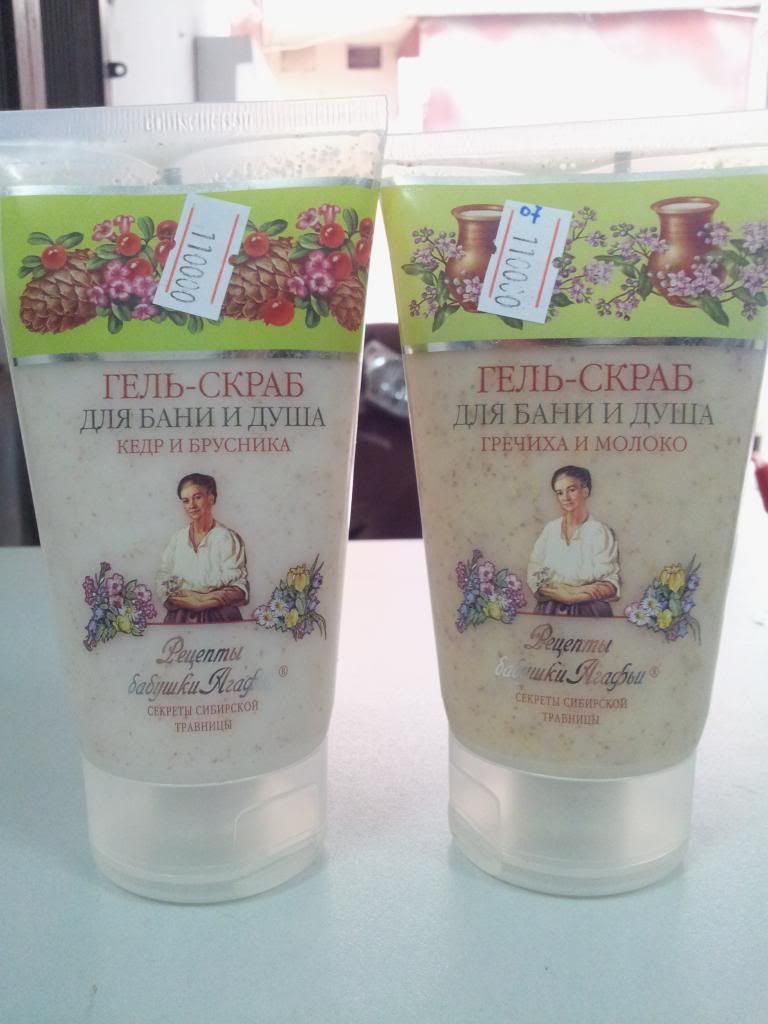 110000
ГЕЛЬ-СКРАБ
ДЛЯ БАНИ И ДУША
КЕДР И БРУСНИКА
Рецепты
бабушки Агаф ®
СЕКРЕТЫ СИБИРСКОЙ
ТРАВНИЦЫ
07
110000
ГЕЛЬ-СКРАБ
ДЛЯ БАНИ И ДУША
ГРЕЧИХА И МОЛОКО
Рецепты
бабушки Агафьи ®
СЕКРЕТЫ СИБИРСКОЙ
ТРАВНИЦЫ